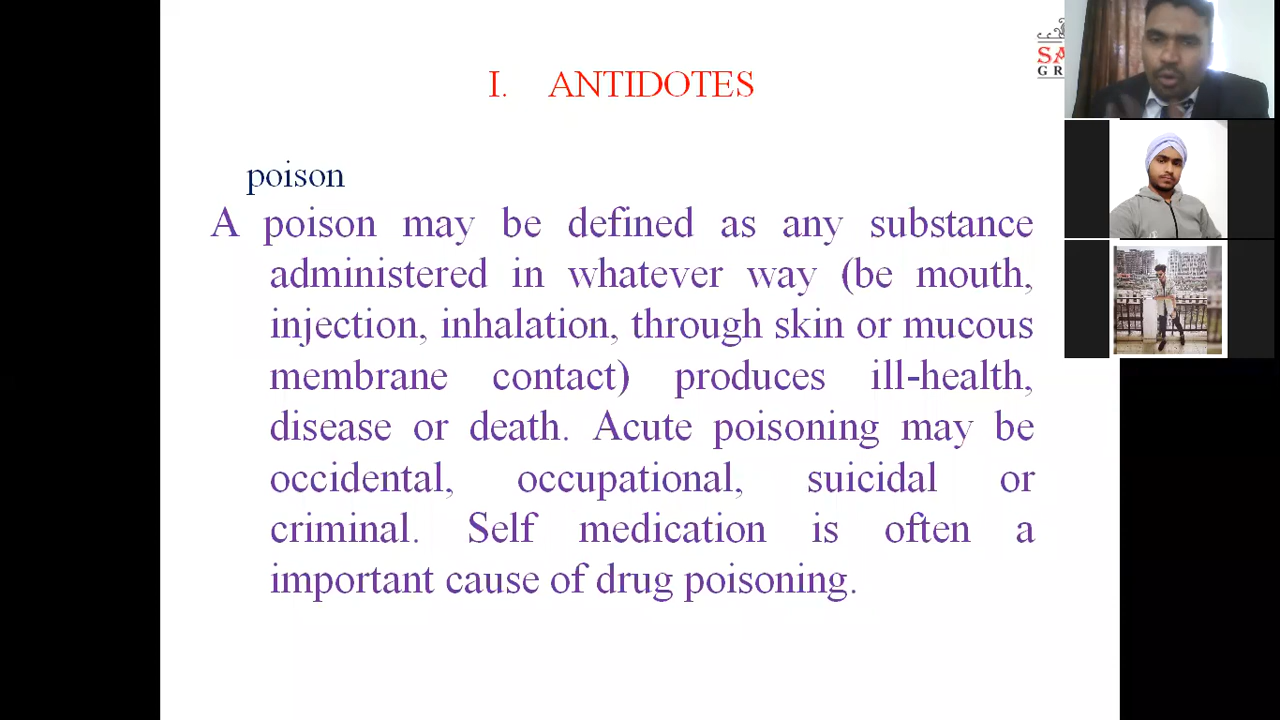 I. ANTIDOTES
SA
GR
poison
A poison may be defined as any substance
administered in whatever way (be mouth,
injection, inhalation, through skin or mucous
membrane contact) produces ill-health,
disease or death. Acute poisoning may be
occidental, occupational, suicidal or
criminal. Self medication is often a
important cause of drug poisoning.